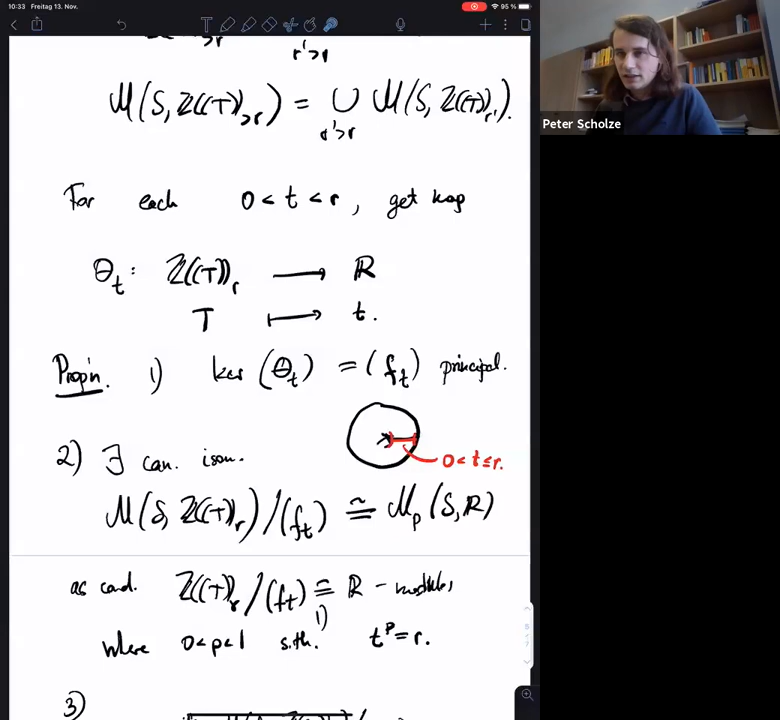 10:33 Freitag 13. Nov.
95 %
r'>r
M(S, Z((T))_{>r}) = ∪ M(S, Z((T))_{r'}).
r'>r
For each 0 < t < r, get map
θ_t : Z((T))_r ⟶ R
T ⟼ t.
Prop'n. 1) ker (θ_t) = (f_t) principal.
0 < t ≤ r.
2) ∃ can. isom.
M(S, Z((T))_r)/(f_t) ≅ M_p(S, R)
as cond. Z((T))_r/(f_t) ≅ R - modules
1)
where 0<p<1 s.th. t^p = r.
3)
Peter Scholze